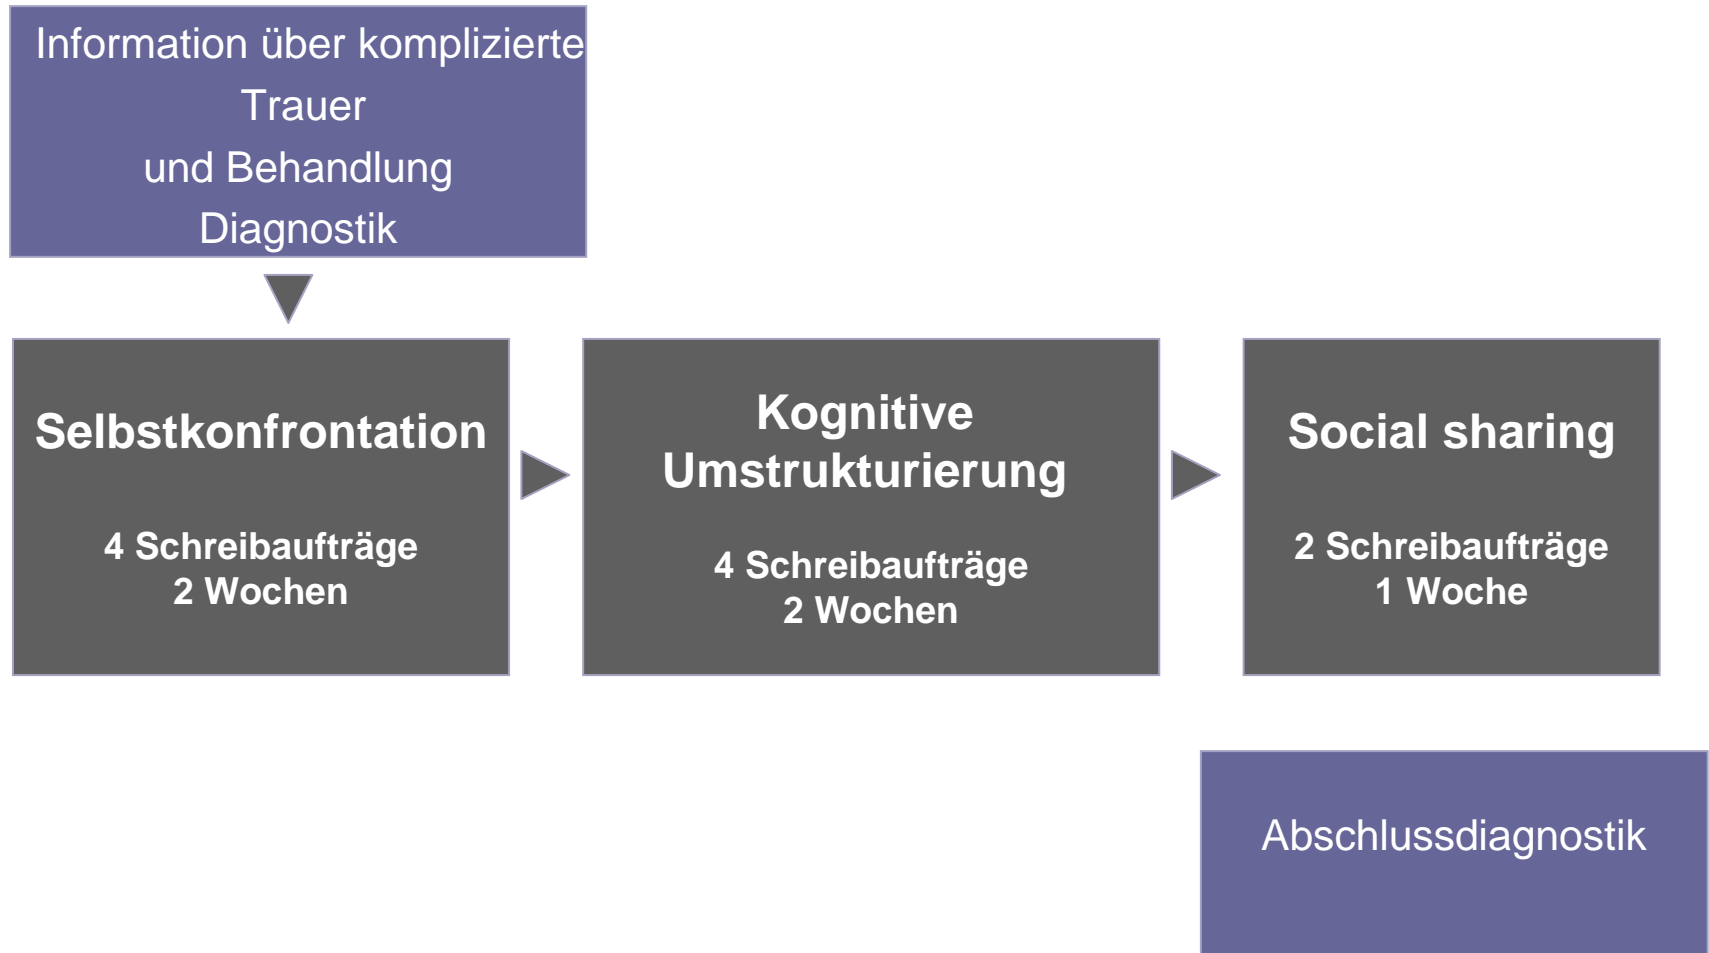 Information über komplizierte
Trauer
und Behandlung
Diagnostik
Selbstkonfrontation
4 Schreibaufträge
2 Wochen
Kognitive
Umstrukturierung
4 Schreibaufträge
2 Wochen
Social sharing
2 Schreibaufträge
1 Woche
Abschlussdiagnostik